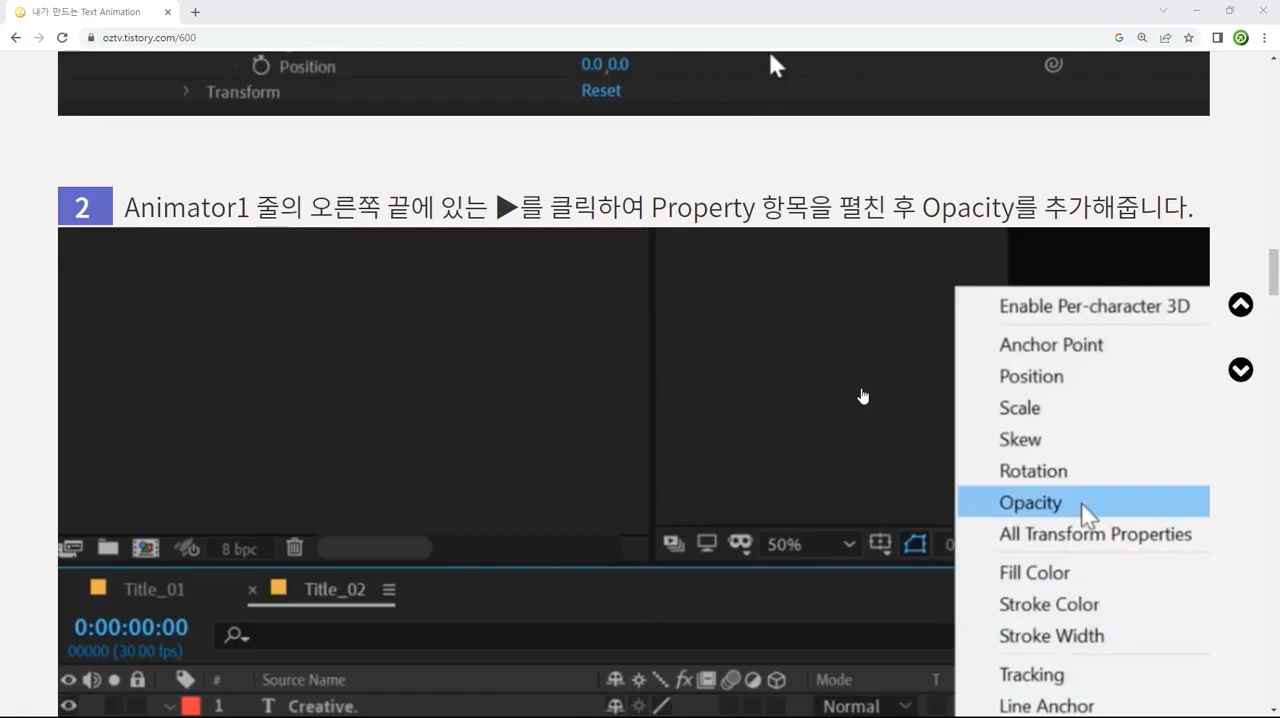 내가 만드는 Text Animation
oztv.tistory.com/600
Position
0.0 ,0.0
Transform
Reset
2 Animator1 줄의 오른쪽 끝에 있는 ▶를 클릭하여 Property 항목을 펼친 후 Opacity를 추가해줍니다.
Enable Per-character 3D
Anchor Point
Position
Scale
Skew
Rotation
Opacity
All Transform Properties
Fill Color
Stroke Color
Stroke Width
Tracking
Line Anchor
8 bpc
50%
Title_01
× Title_02
0:00:00:00
00000 (30.00 fps)
# Source Name
Mode
T
1 T Creative.
Normal